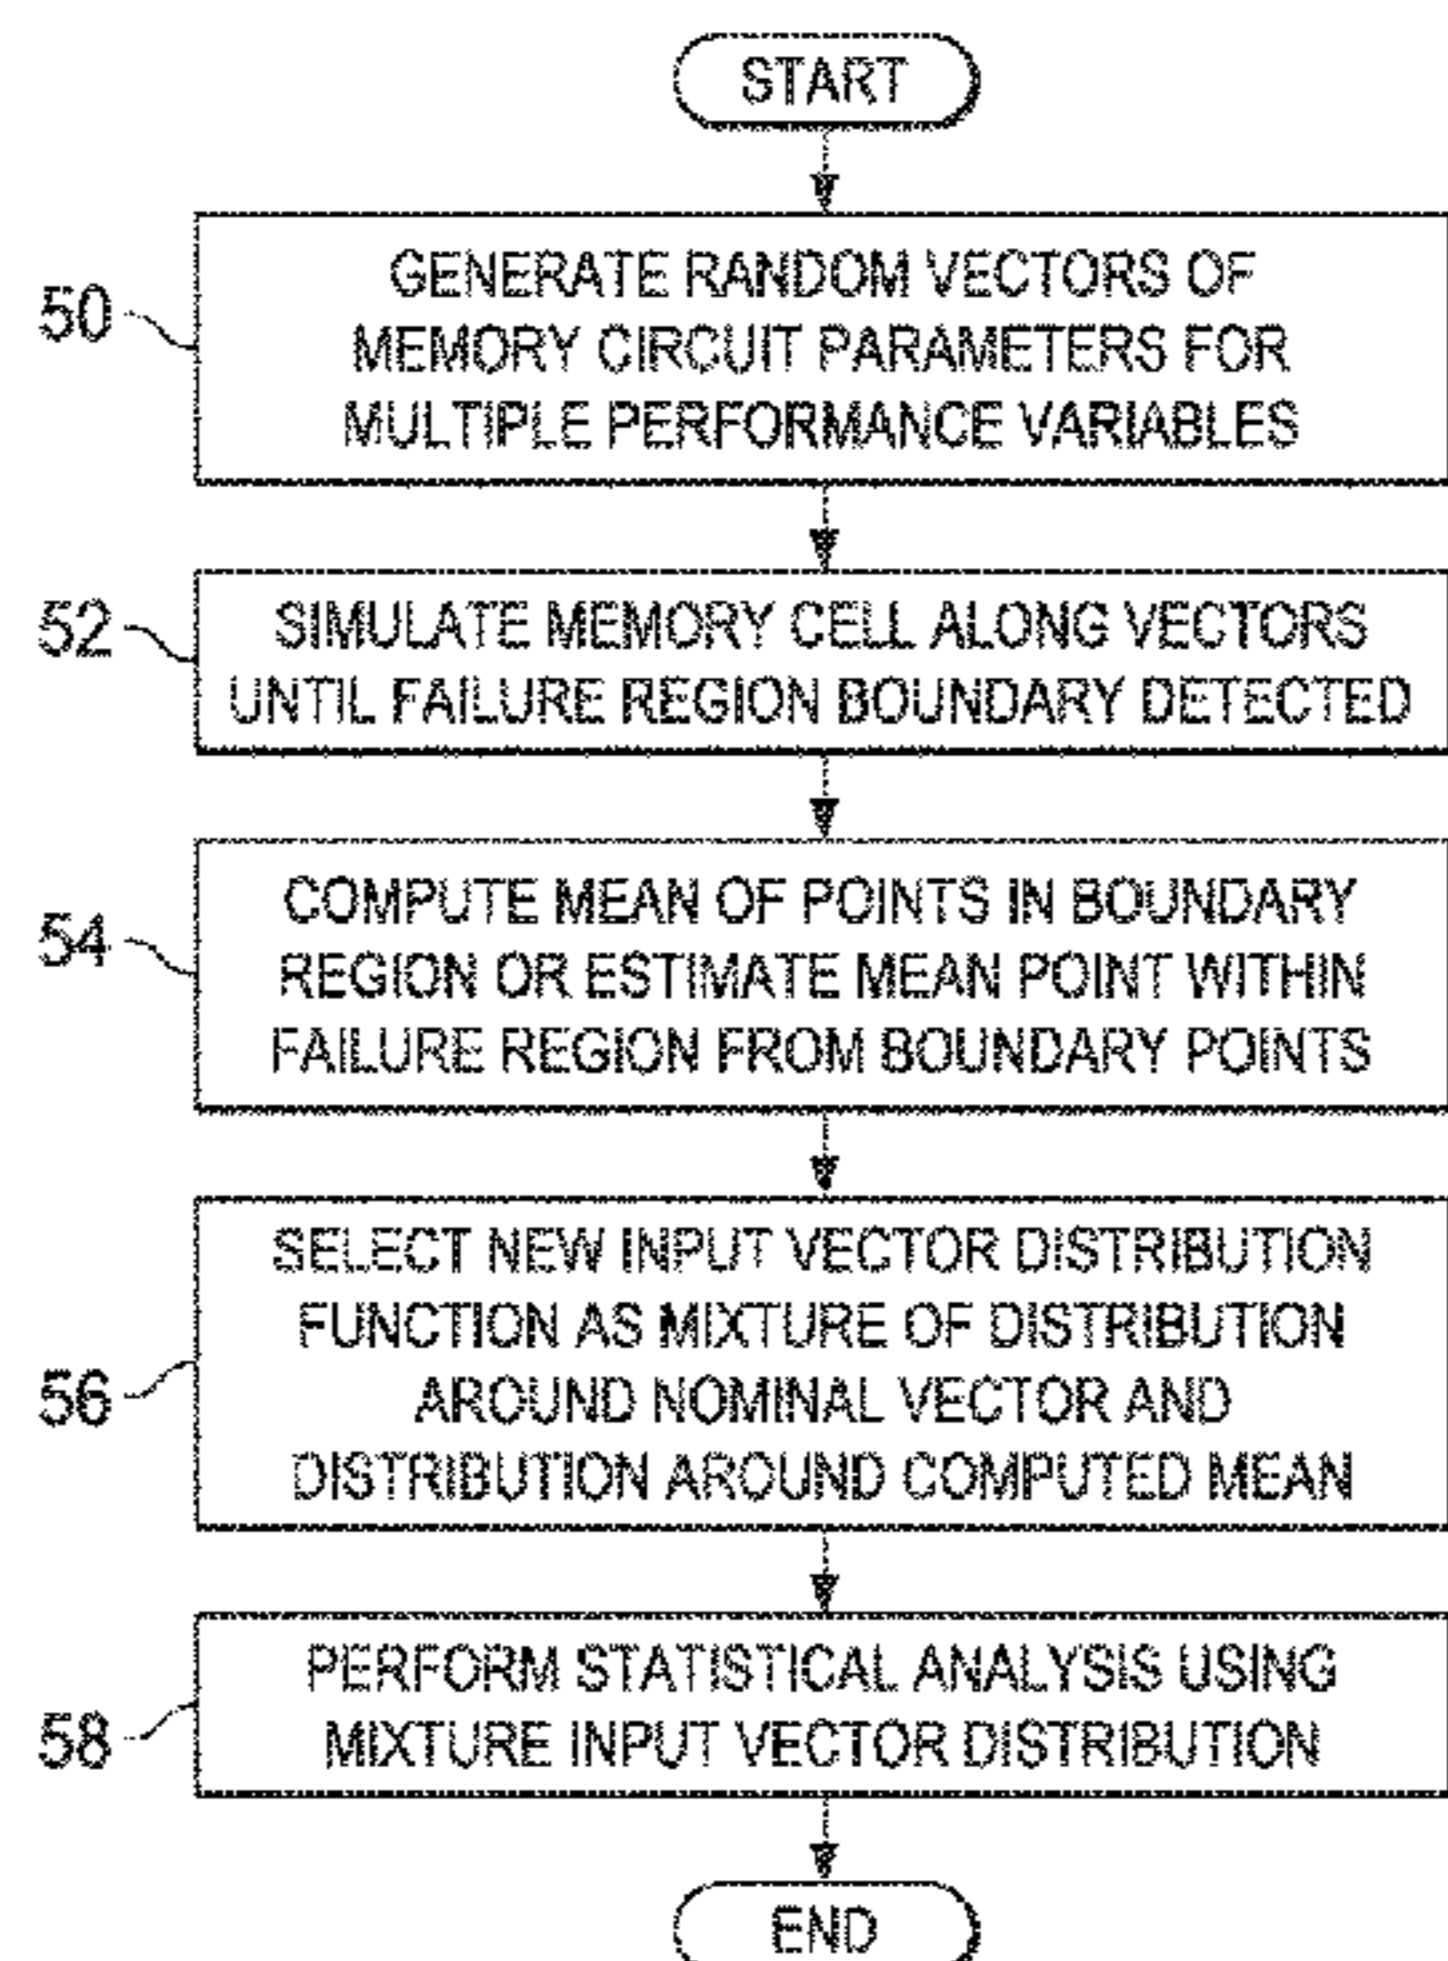 START
50
GENERATE RANDOM VECTORS OF
MEMORY CIRCUIT PARAMETERS FOR
MULTIPLE PERFORMANCE VARIABLES
52
SIMULATE MEMORY CELL ALONG VECTORS
UNTIL FAILURE REGION BOUNDARY DETECTED
54
COMPUTE MEAN OF POINTS IN BOUNDARY
REGION OR ESTIMATE MEAN POINT WITHIN
FAILURE REGION FROM BOUNDARY POINTS
56
SELECT NEW INPUT VECTOR DISTRIBUTION
FUNCTION AS MIXTURE OF DISTRIBUTION
AROUND NOMINAL VECTOR AND
DISTRIBUTION AROUND COMPUTED MEAN
58
PERFORM STATISTICAL ANALYSIS USING
MIXTURE INPUT VECTOR DISTRIBUTION
END